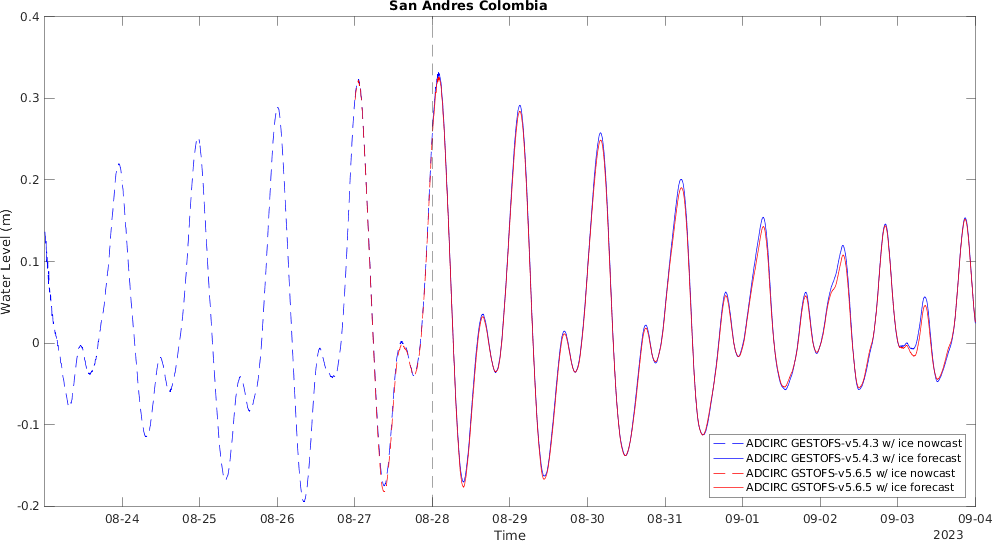 San Andres Colombia
0.4
0.3
0.2
0.1
0
-0.1
-0.2
Water Level (m)
08-24 08-25 08-26 08-27 08-28 08-29 08-30 08-31 09-01 09-02 09-03 09-04
Time
2023
ADCIRC GESTOFS-v5.4.3 w/ ice nowcast
ADCIRC GESTOFS-v5.4.3 w/ ice forecast
ADCIRC GSTOFS-v5.6.5 w/ ice nowcast
ADCIRC GSTOFS-v5.6.5 w/ ice forecast